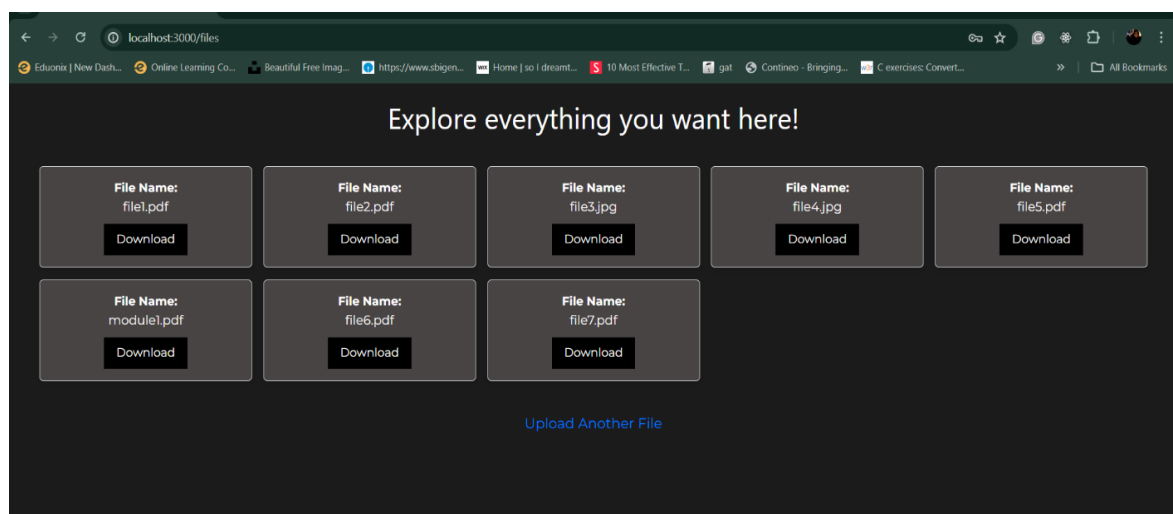 localhost:3000/files
Eduonix | New Dash... Online Learning Co... Beautiful Free Imag... https://www.sbigen... Home | so I dreamt... 10 Most Effective T... gat Contineo - Bringing... C exercises: Convert... » All Bookmarks
Explore everything you want here!
File Name: File Name: File Name: File Name: File Name:
file1.pdf file2.pdf file3.jpg file4.jpg file5.pdf
Download Download Download Download Download
File Name: File Name: File Name:
module1.pdf file6.pdf file7.pdf
Download Download Download
Upload Another File